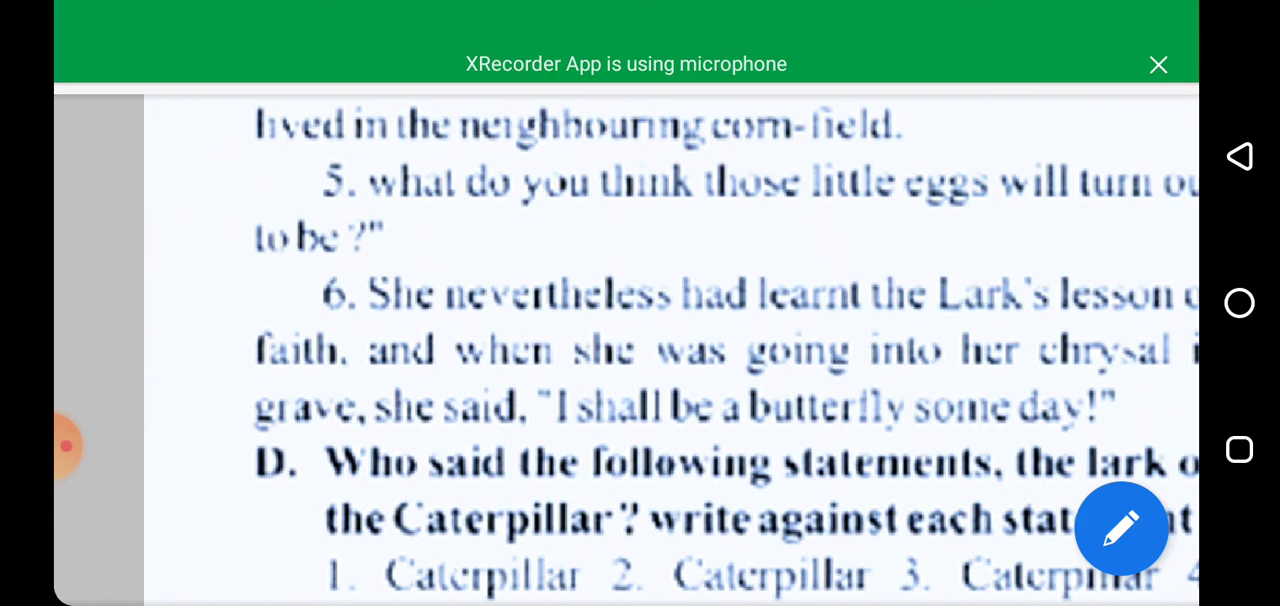 XRecorder App is using microphone
lived in the neighbouring corn-field.
5. what do you think those little eggs will turn
to be ?"
6. She nevertheless had learnt the Lark's lesson
faith, and when she was going into her chrysal
grave, she said, "I shall be a butterfly some day!"
D. Who said the following statements, the lark
the Caterpillar ? write against each
1. Caterpillar 2. Caterpillar 3. Caterpillar 4